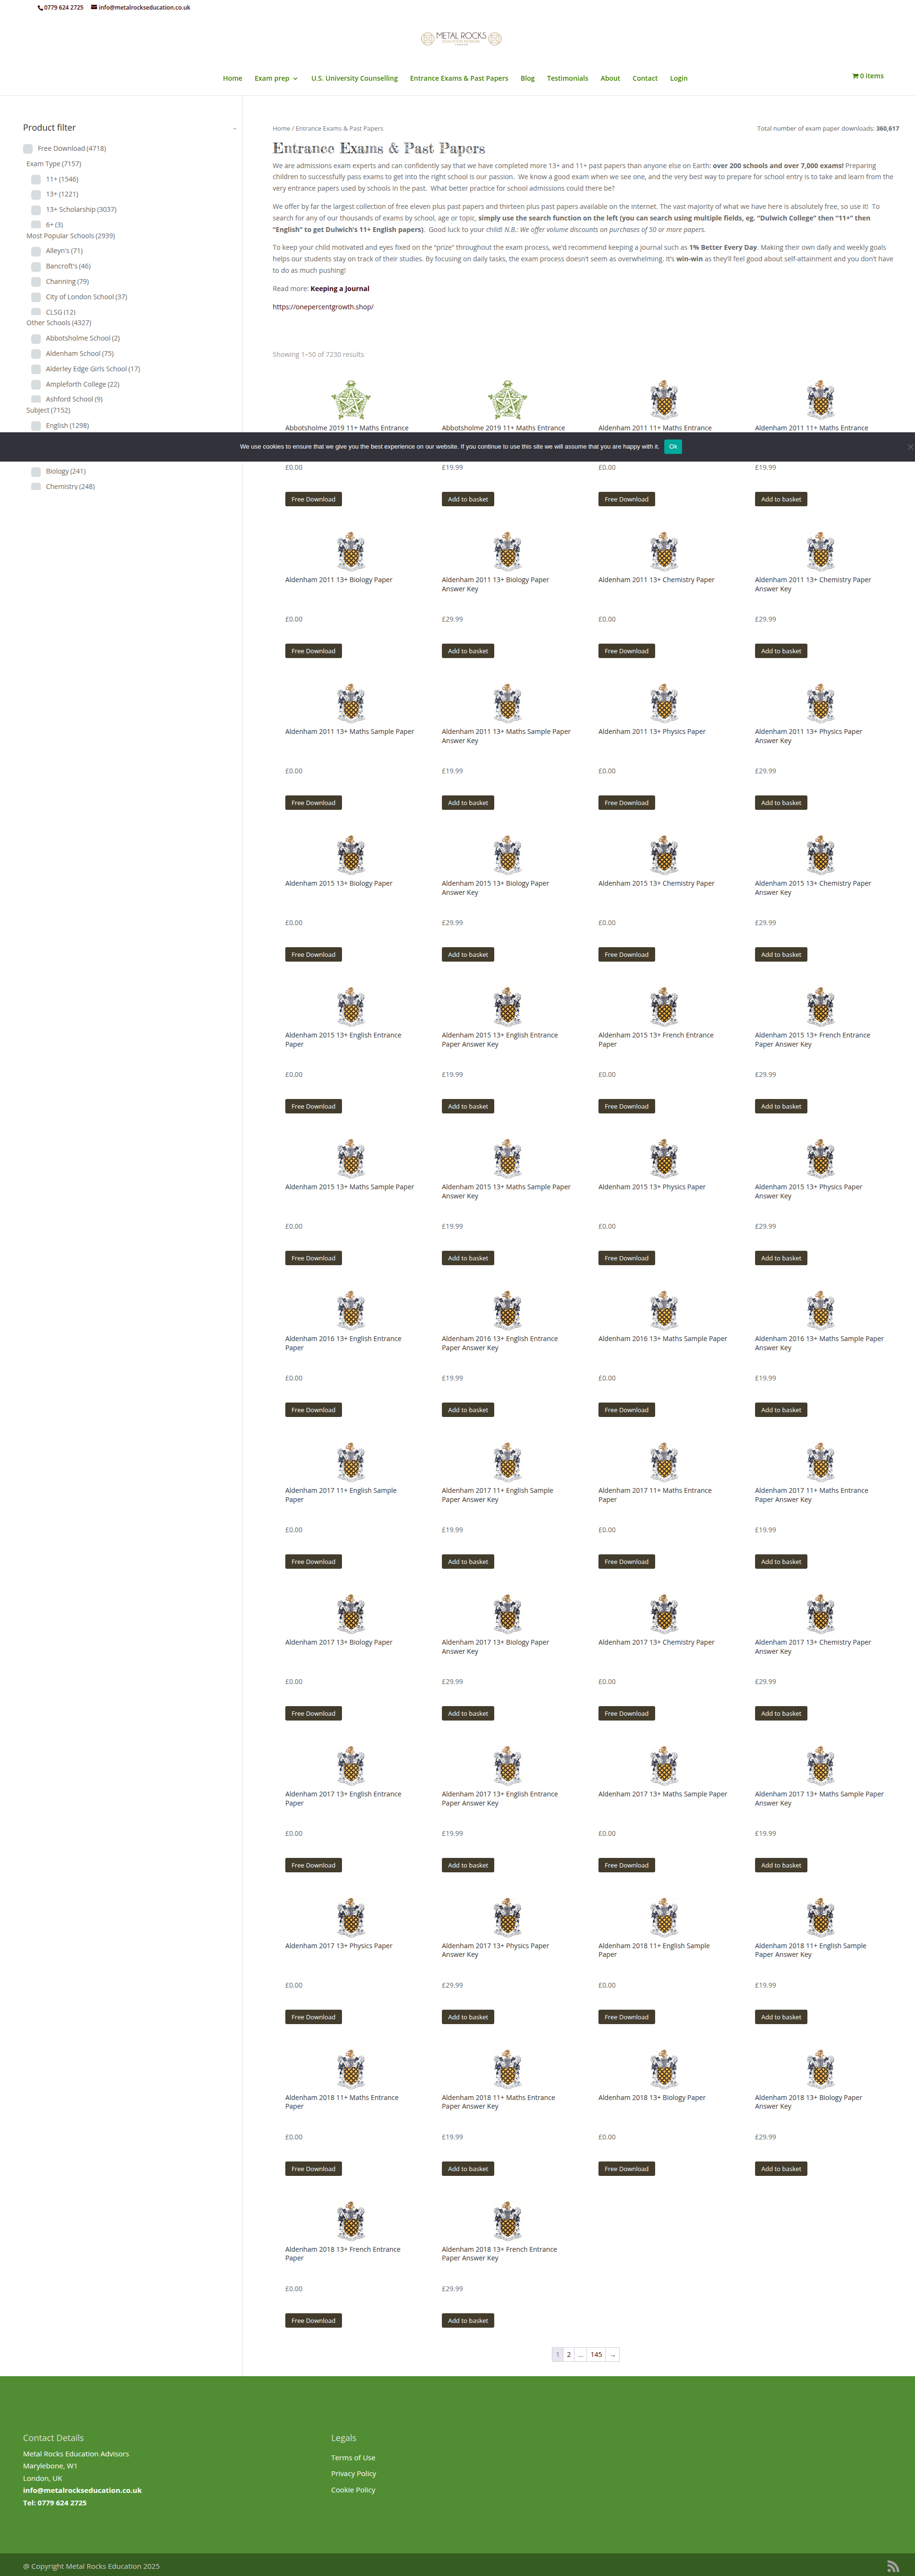 0779 624 2725 info@metalrockseducation.co.uk
METAL ROCKS
Home Exam prep U.S. University Counselling Entrance Exams & Past Papers Blog Testimonials About Contact Login 0 items
Product filter
-
Free Download (4718)
Exam Type (7157)
11+ (1546)
13+ (1221)
13+ Scholarship (3037)
6+ (3)
Most Popular Schools (2939)
Alleyn's (71)
Bancroft's (46)
Channing (79)
City of London School (37)
CLSG (12)
Other Schools (4327)
Abbotsholme School (2)
Aldenham School (75)
Alderley Edge Girls School (17)
Ampleforth College (22)
Ashford School (9)
Subject (7152)
English (1298)
Biology (241)
Chemistry (248)
Home / Entrance Exams & Past Papers
Total number of exam paper downloads: 360,617
Entrance Exams & Past Papers
We are admissions exam experts and can confidently say that we have completed more 13+ and 11+ past papers than anyone else on Earth: over 200 schools and over 7,000 exams! Preparing
children to successfully pass exams to get into the right school is our passion. We know a good exam when we see one, and the very best way to prepare for school entry is to take and learn from the
very entrance papers used by schools in the past. What better practice for school admissions could there be?
We offer by far the largest collection of free eleven plus past papers and thirteen plus past papers available on the internet. The vast majority of what we have here is absolutely free, so use it! To
search for any of our thousands of exams by school, age or topic, simply use the search function on the left (you can search using multiple fields, eg. “Dulwich College” then “11+” then
“English” to get Dulwich’s 11+ English papers). Good luck to your child! N.B.: We offer volume discounts on purchases of 50 or more papers.
To keep your child motivated and eyes fixed on the “prize” throughout the exam process, we’d recommend keeping a journal such as 1% Better Every Day. Making their own daily and weekly goals
helps our students stay on track of their studies. By focusing on daily tasks, the exam process doesn’t seem as overwhelming. It’s win-win as they’ll feel good about self-attainment and you don’t have
to do as much pushing!
Read more: Keeping a Journal
https://onepercentgrowth.shop/
Showing 1–50 of 7230 results
Abbotsholme 2019 11+ Maths Entrance
Abbotsholme 2019 11+ Maths Entrance
Aldenham 2011 11+ Maths Entrance
Aldenham 2011 11+ Maths Entrance
We use cookies to ensure that we give you the best experience on our website. If you continue to use this site we will assume that you are happy with it. Ok
£0.00 £19.99 £0.00 £19.99
Free Download Add to basket Free Download Add to basket
Aldenham 2011 13+ Biology Paper
Aldenham 2011 13+ Biology Paper
Answer Key
Aldenham 2011 13+ Chemistry Paper
Aldenham 2011 13+ Chemistry Paper
Answer Key
£0.00 £29.99 £0.00 £29.99
Free Download Add to basket Free Download Add to basket
Aldenham 2011 13+ Maths Sample Paper
Aldenham 2011 13+ Maths Sample Paper
Answer Key
Aldenham 2011 13+ Physics Paper
Aldenham 2011 13+ Physics Paper
Answer Key
£0.00 £19.99 £0.00 £29.99
Free Download Add to basket Free Download Add to basket
Aldenham 2015 13+ Biology Paper
Aldenham 2015 13+ Biology Paper
Answer Key
Aldenham 2015 13+ Chemistry Paper
Aldenham 2015 13+ Chemistry Paper
Answer Key
£0.00 £29.99 £0.00 £29.99
Free Download Add to basket Free Download Add to basket
Aldenham 2015 13+ English Entrance
Paper
Aldenham 2015 13+ English Entrance
Paper Answer Key
Aldenham 2015 13+ French Entrance
Paper
Aldenham 2015 13+ French Entrance
Paper Answer Key
£0.00 £19.99 £0.00 £29.99
Free Download Add to basket Free Download Add to basket
Aldenham 2015 13+ Maths Sample Paper
Aldenham 2015 13+ Maths Sample Paper
Answer Key
Aldenham 2015 13+ Physics Paper
Aldenham 2015 13+ Physics Paper
Answer Key
£0.00 £19.99 £0.00 £29.99
Free Download Add to basket Free Download Add to basket
Aldenham 2016 13+ English Entrance
Paper
Aldenham 2016 13+ English Entrance
Paper Answer Key
Aldenham 2016 13+ Maths Sample Paper
Aldenham 2016 13+ Maths Sample Paper
Answer Key
£0.00 £19.99 £0.00 £19.99
Free Download Add to basket Free Download Add to basket
Aldenham 2017 11+ English Sample
Paper
Aldenham 2017 11+ English Sample
Paper Answer Key
Aldenham 2017 11+ Maths Entrance
Paper
Aldenham 2017 11+ Maths Entrance
Paper Answer Key
£0.00 £19.99 £0.00 £19.99
Free Download Add to basket Free Download Add to basket
Aldenham 2017 13+ Biology Paper
Aldenham 2017 13+ Biology Paper
Answer Key
Aldenham 2017 13+ Chemistry Paper
Aldenham 2017 13+ Chemistry Paper
Answer Key
£0.00 £29.99 £0.00 £29.99
Free Download Add to basket Free Download Add to basket
Aldenham 2017 13+ English Entrance
Paper
Aldenham 2017 13+ English Entrance
Paper Answer Key
Aldenham 2017 13+ Maths Sample Paper
Aldenham 2017 13+ Maths Sample Paper
Answer Key
£0.00 £19.99 £0.00 £19.99
Free Download Add to basket Free Download Add to basket
Aldenham 2017 13+ Physics Paper
Aldenham 2017 13+ Physics Paper
Answer Key
Aldenham 2018 11+ English Sample
Paper
Aldenham 2018 11+ English Sample
Paper Answer Key
£0.00 £29.99 £0.00 £19.99
Free Download Add to basket Free Download Add to basket
Aldenham 2018 11+ Maths Entrance
Paper
Aldenham 2018 11+ Maths Entrance
Paper Answer Key
Aldenham 2018 13+ Biology Paper
Aldenham 2018 13+ Biology Paper
Answer Key
£0.00 £19.99 £0.00 £29.99
Free Download Add to basket Free Download Add to basket
Aldenham 2018 13+ French Entrance
Paper
Aldenham 2018 13+ French Entrance
Paper Answer Key
£0.00 £29.99
Free Download Add to basket
1 2 … 145 →
Contact Details
Metal Rocks Education Advisors
Marylebone, W1
London, UK
info@metalrockseducation.co.uk
Tel: 0779 624 2725
Legals
Terms of Use
Privacy Policy
Cookie Policy
@ Copyright Metal Rocks Education 2025